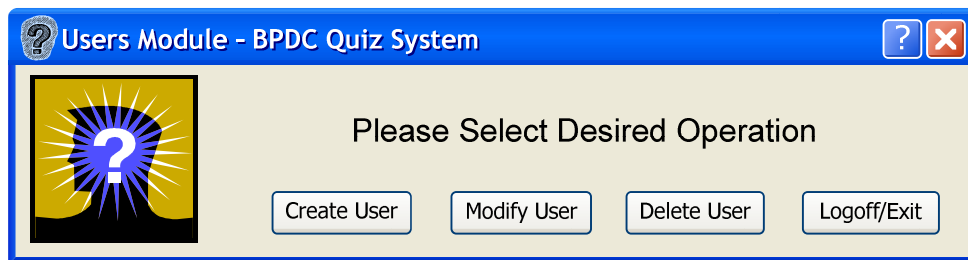 Users Module – BPDC Quiz System
?
?
Please Select Desired Operation
Create User Modify User Delete User Logoff/Exit